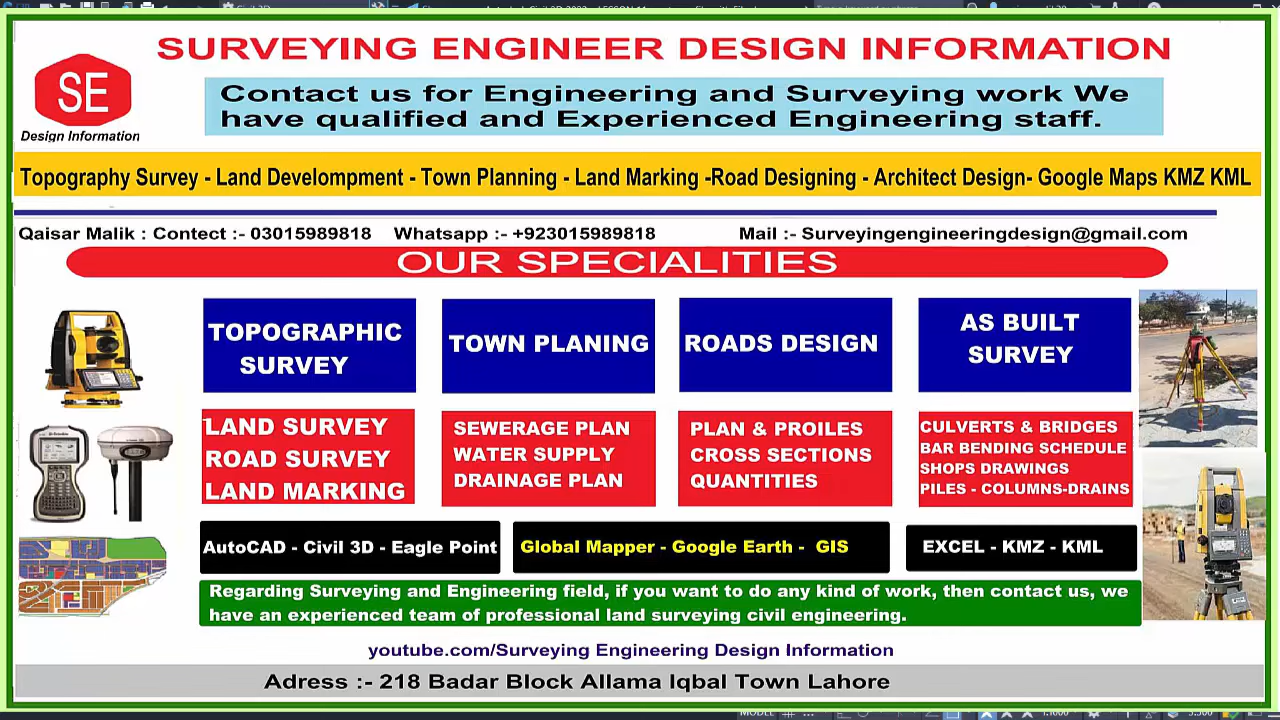 SURVEYING ENGINEER DESIGN INFORMATION
SE
Design Information
Contact us for Engineering and Surveying work We
have qualified and Experienced Engineering staff.
Topography Survey - Land Develompment - Town Planning - Land Marking -Road Designing - Architect Design- Google Maps KMZ KML
Qaisar Malik : Contect :- 03015989818 Whatsapp :- +923015989818 Mail :- Surveyingengineeringdesign@gmail.com
OUR SPECIALITIES
TOPOGRAPHIC
SURVEY
TOWN PLANING
ROADS DESIGN
AS BUILT
SURVEY
LAND SURVEY
ROAD SURVEY
LAND MARKING
SEWERAGE PLAN
WATER SUPPLY
DRAINAGE PLAN
PLAN & PROILES
CROSS SECTIONS
QUANTITIES
CULVERTS & BRIDGES
BAR BENDING SCHEDULE
SHOPS DRAWINGS
PILES - COLUMNS-DRAINS
AutoCAD - Civil 3D - Eagle Point
Global Mapper - Google Earth - GIS
EXCEL - KMZ - KML
Regarding Surveying and Engineering field, if you want to do any kind of work, then contact us, we
have an experienced team of professional land surveying civil engineering.
youtube.com/Surveying Engineering Design Information
Adress :- 218 Badar Block Allama Iqbal Town Lahore
MODEL